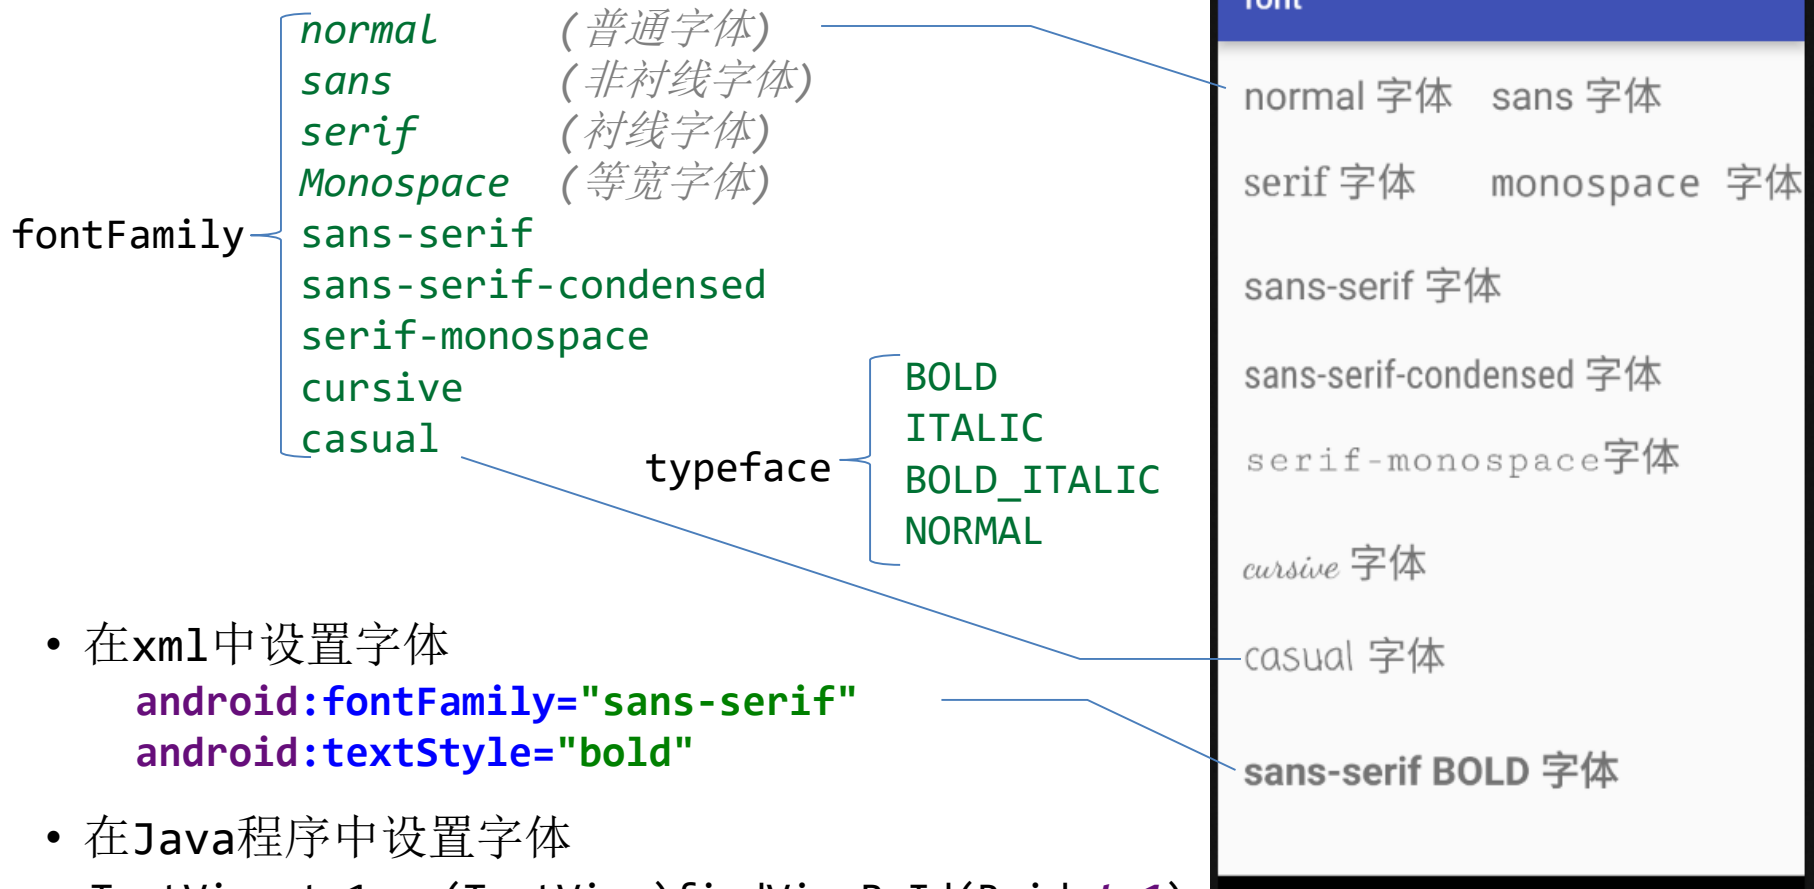 normal (普通字体)
sans (非衬线字体)
serif (衬线字体)
Monospace (等宽字体)
fontFamily
sans-serif
sans-serif-condensed
serif-monospace
cursive
casual
typeface
BOLD
ITALIC
BOLD_ITALIC
NORMAL
• 在xml中设置字体
android:fontFamily="sans-serif"
android:textStyle="bold"
• 在Java程序中设置字体
font
normal 字体 sans 字体
serif 字体 monospace 字体
sans-serif 字体
sans-serif-condensed 字体
serif-monospace字体
cursive 字体
casual 字体
sans-serif BOLD 字体